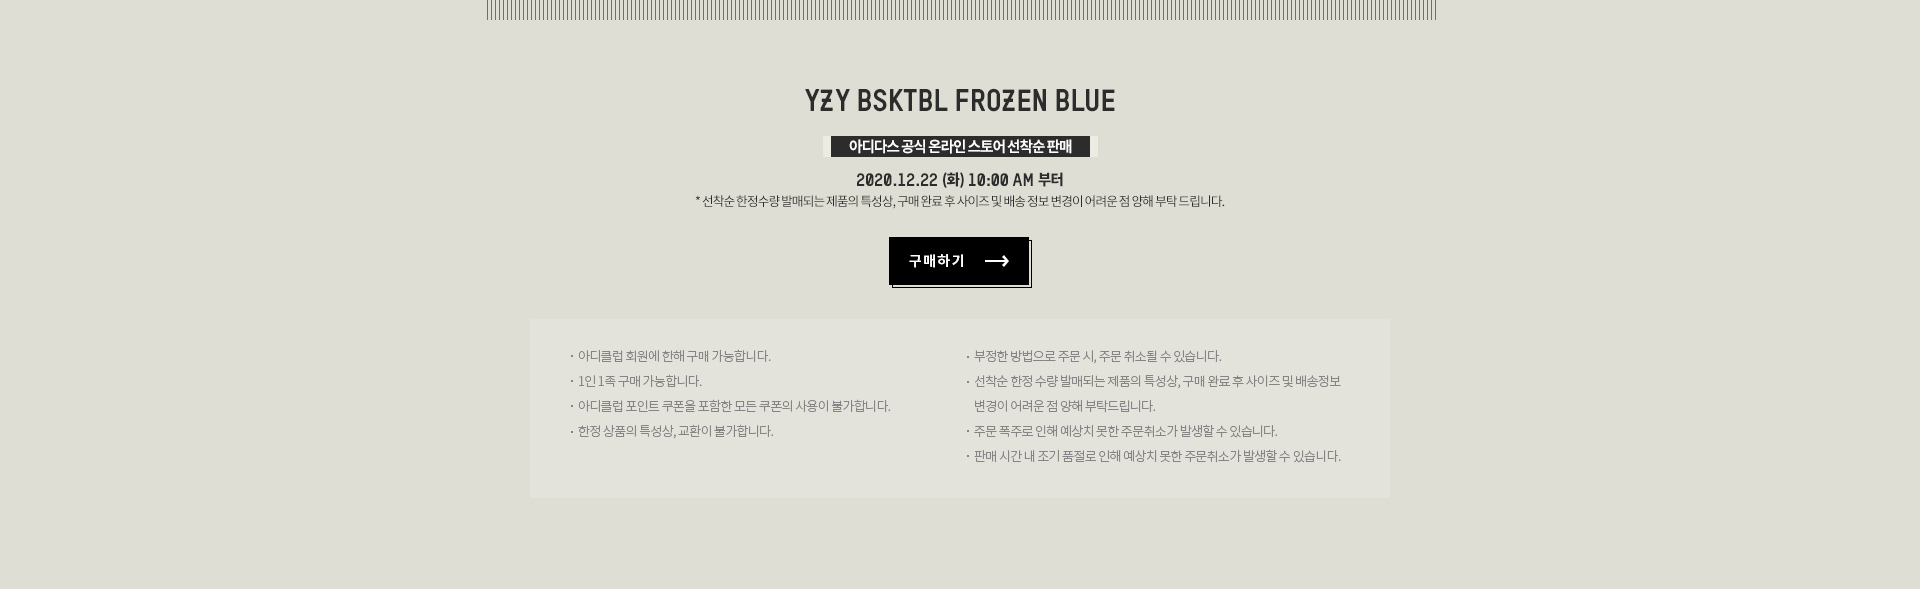 YZY BSKTBL FROZEN BLUE
아디다스 공식 온라인 스토어 선착순 판매
2020.12.22 (화) 10:00 AM 부터
* 선착순 한정수량 발매되는 제품의 특성상, 구매 완료 후 사이즈 및 배송 정보 변경이 어려운 점 양해 부탁 드립니다.
구매하기 →
· 아디클럽 회원에 한해 구매 가능합니다.
· 1인 1족 구매 가능합니다.
· 아디클럽 포인트 쿠폰을 포함한 모든 쿠폰의 사용이 불가합니다.
· 한정 상품의 특성상, 교환이 불가합니다.
· 부정한 방법으로 주문 시, 주문 취소될 수 있습니다.
· 선착순 한정 수량 발매되는 제품의 특성상, 구매 완료 후 사이즈 및 배송정보
변경이 어려운 점 양해 부탁드립니다.
· 주문 폭주로 인해 예상치 못한 주문취소가 발생할 수 있습니다.
· 판매 시간 내 조기 품절로 인해 예상치 못한 주문취소가 발생할 수 있습니다.